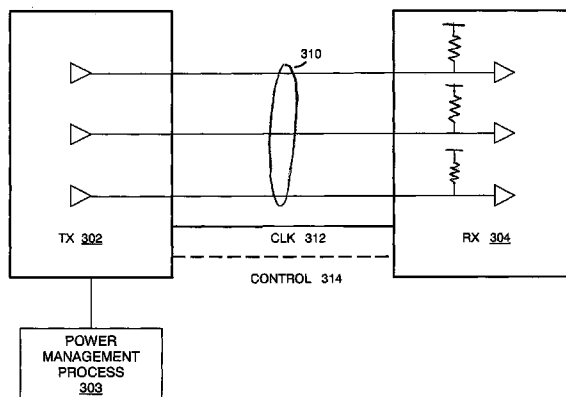 310
TX 302
CLK 312
RX 304
CONTROL 314
POWER
MANAGEMENT
PROCESS
303